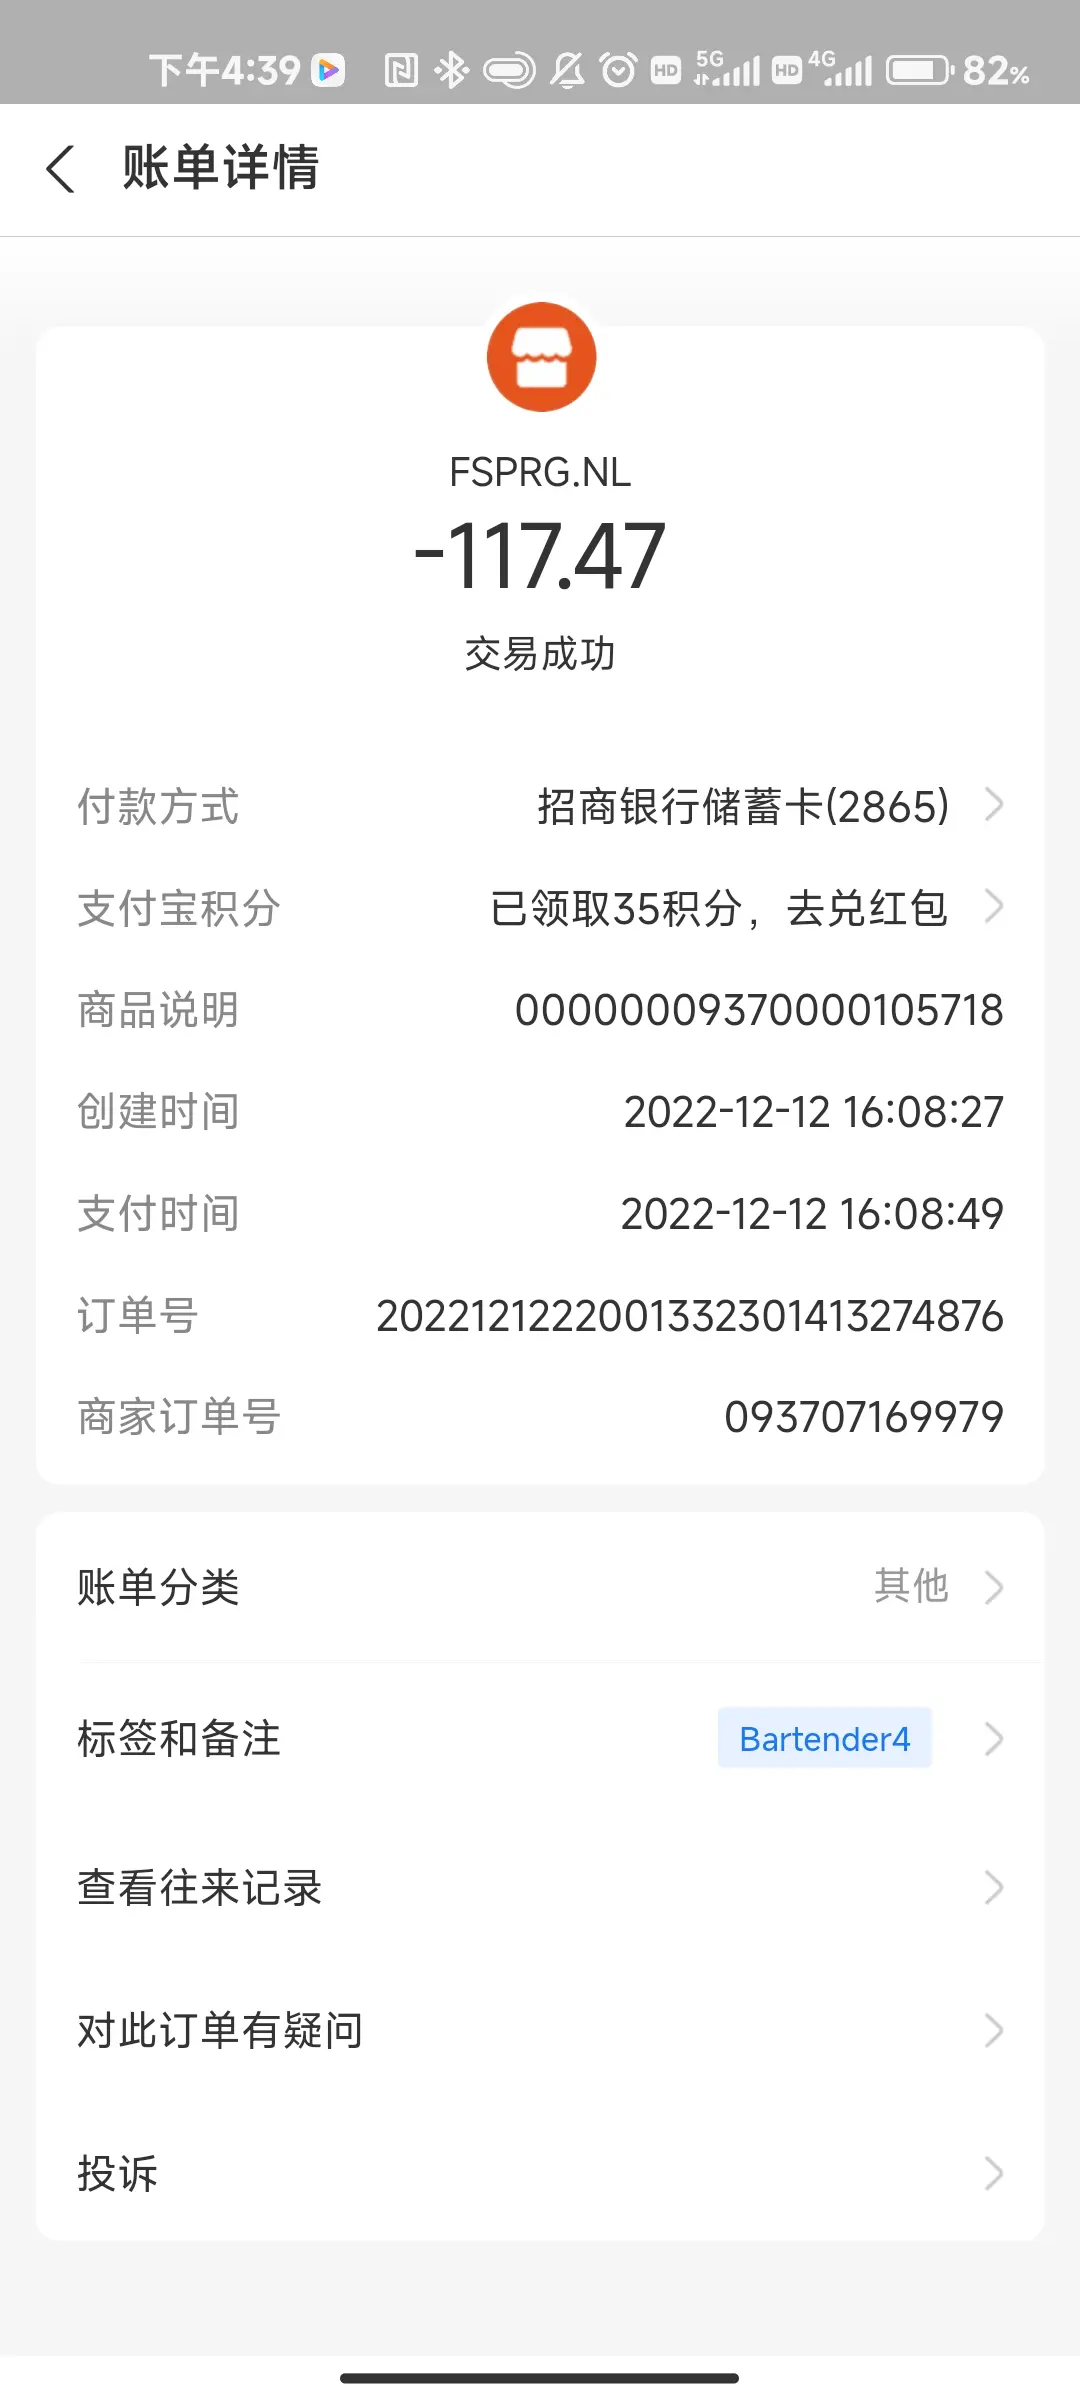 下午4:39 HD 5G HD 4G 82%
账单详情
FSPRG.NL
-117.47
交易成功
付款方式 招商银行储蓄卡(2865)
支付宝积分 已领取35积分，去兑红包
商品说明 00000009370000105718
创建时间 2022-12-12 16:08:27
支付时间 2022-12-12 16:08:49
订单号 2022121222001332301413274876
商家订单号 093707169979
账单分类 其他
标签和备注 Bartender4
查看往来记录
对此订单有疑问
投诉